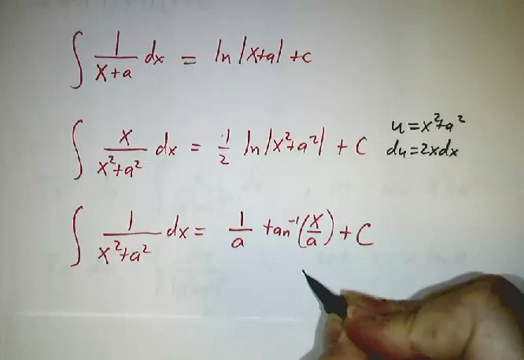 ∫ 1/(x+a) dx = ln|x+a| + c
∫ x/(x²+a²) dx = 1/2 ln|x²+a²| + C
u = x²+a²
du = 2xdx
∫ 1/(x²+a²) dx = 1/a tan⁻¹(x/a) + C